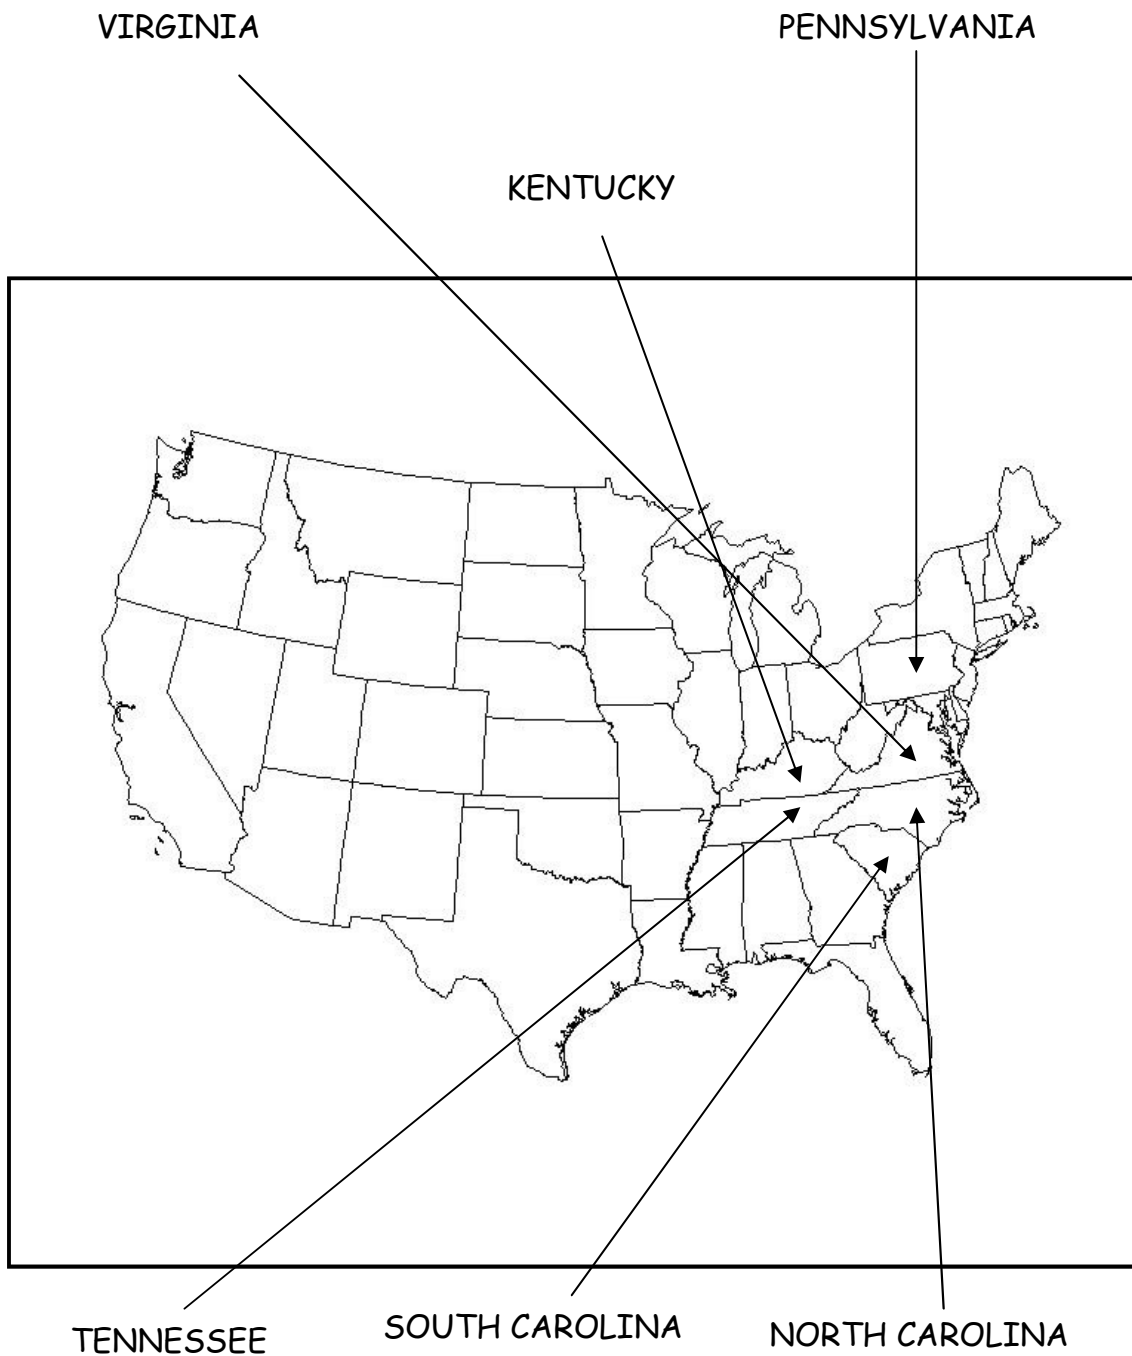 VIRGINIA
PENNSYLVANIA
KENTUCKY
TENNESSEE
SOUTH CAROLINA
NORTH CAROLINA